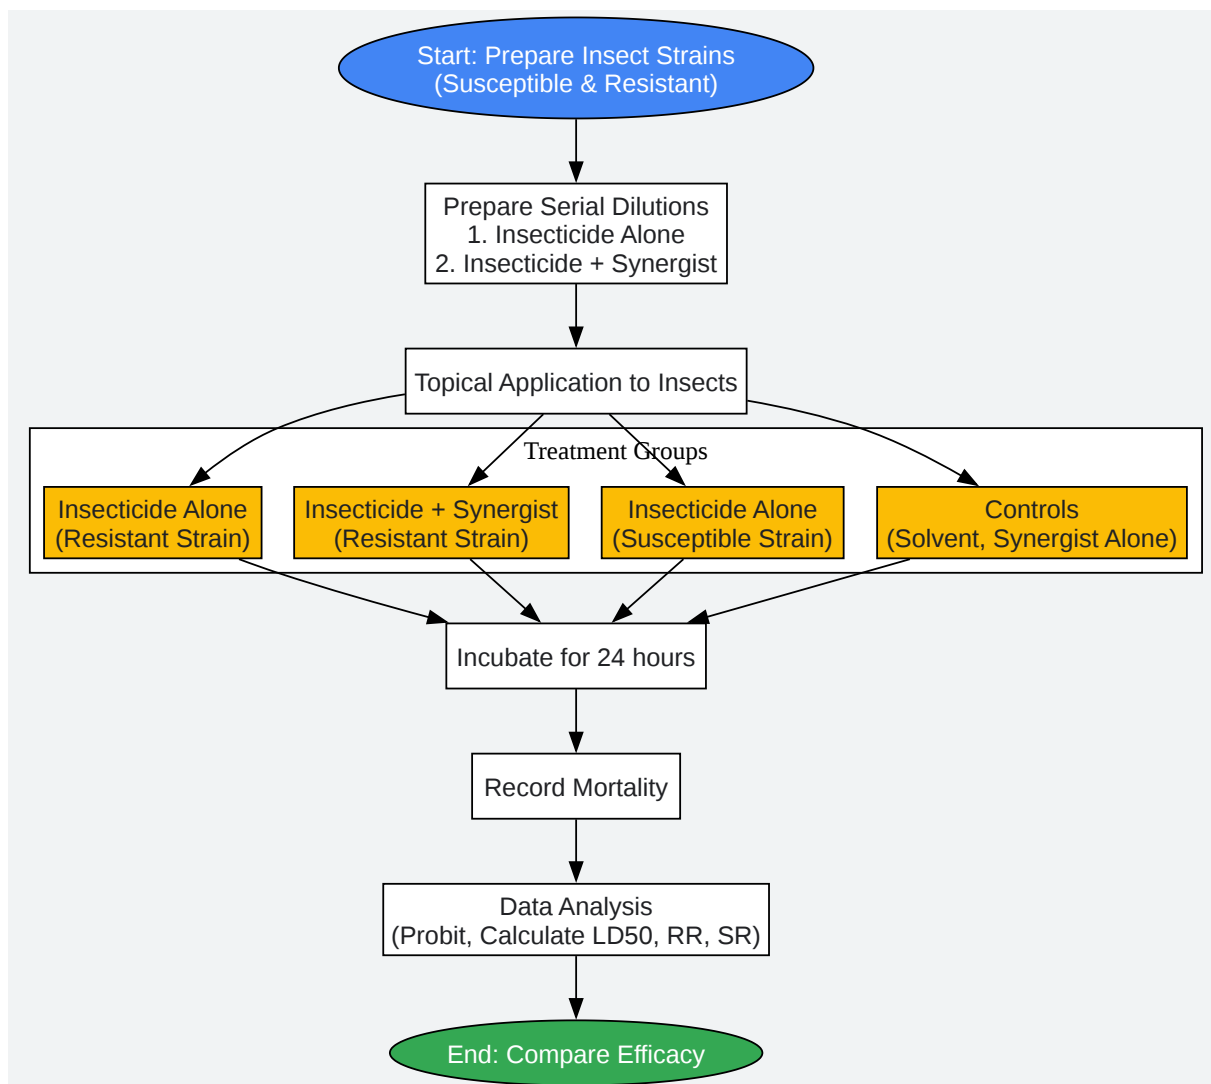 Start: Prepare Insect Strains
(Susceptible & Resistant)
Prepare Serial Dilutions
1. Insecticide Alone
2. Insecticide + Synergist
Topical Application to Insects
Treatment Groups
Insecticide Alone
(Resistant Strain)
Insecticide + Synergist
(Resistant Strain)
Insecticide Alone
(Susceptible Strain)
Controls
(Solvent, Synergist Alone)
Incubate for 24 hours
Record Mortality
Data Analysis
(Probit, Calculate LD50, RR, SR)
End: Compare Efficacy